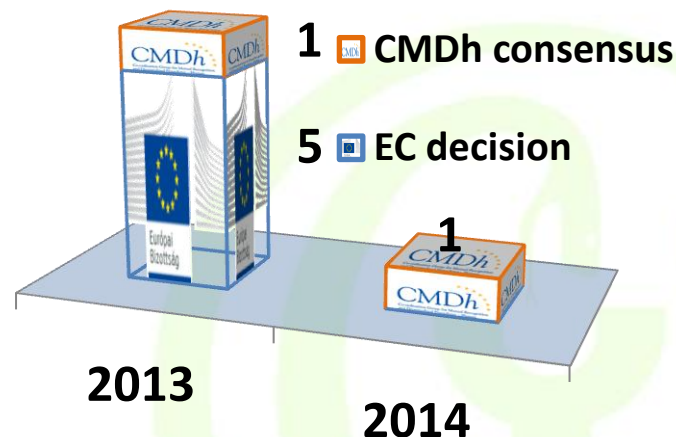 CMDh
CMDh
1 CMDh consensus
5 EC decision
Európai
Bizottság
1
CMDh
CMDh
2013
2014